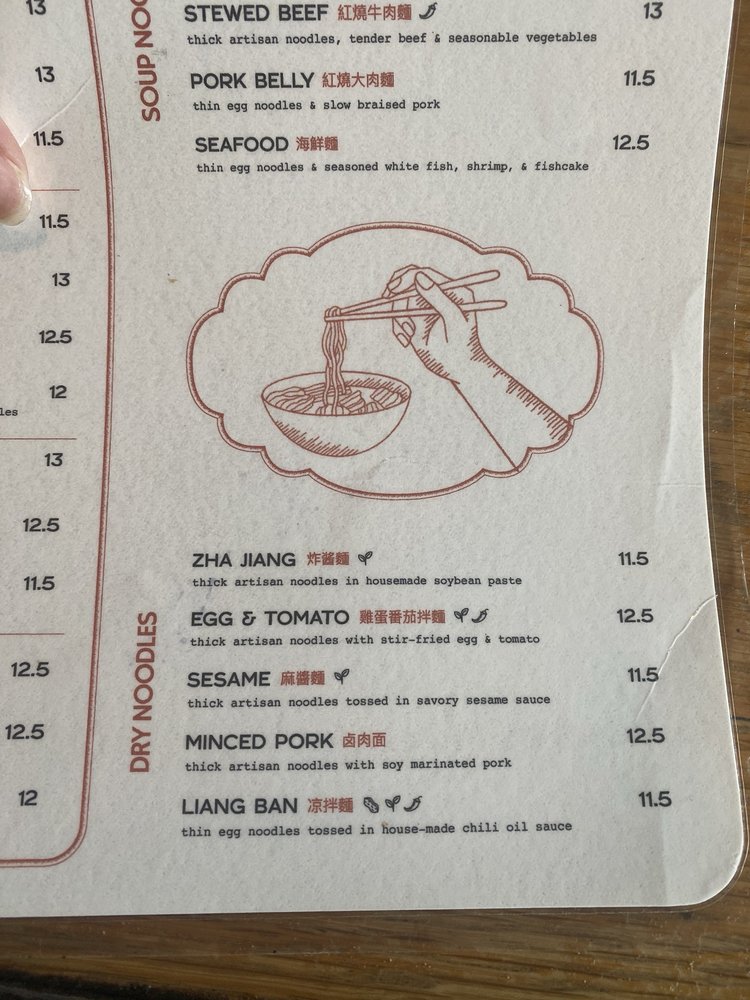 13
13
11.5
11.5
13
12.5
12
les
13
12.5
11.5
12.5
12.5
12
SOUP NOO
STEWED BEEF 紅燒牛肉麵 13
thick artisan noodles, tender beef & seasonable vegetables
PORK BELLY 紅燒大肉麵 11.5
thin egg noodles & slow braised pork
SEAFOOD 海鮮麵 12.5
thin egg noodles & seasoned white fish, shrimp, & fishcake
DRY NOODLES
ZHA JIANG 炸酱麵 11.5
thick artisan noodles in housemade soybean paste
EGG & TOMATO 雞蛋番茄拌麵 12.5
thick artisan noodles with stir-fried egg & tomato
SESAME 麻醬麵 11.5
thick artisan noodles tossed in savory sesame sauce
MINCED PORK 卤肉面 12.5
thick artisan noodles with soy marinated pork
LIANG BAN 凉拌麵 11.5
thin egg noodles tossed in house-made chili oil sauce